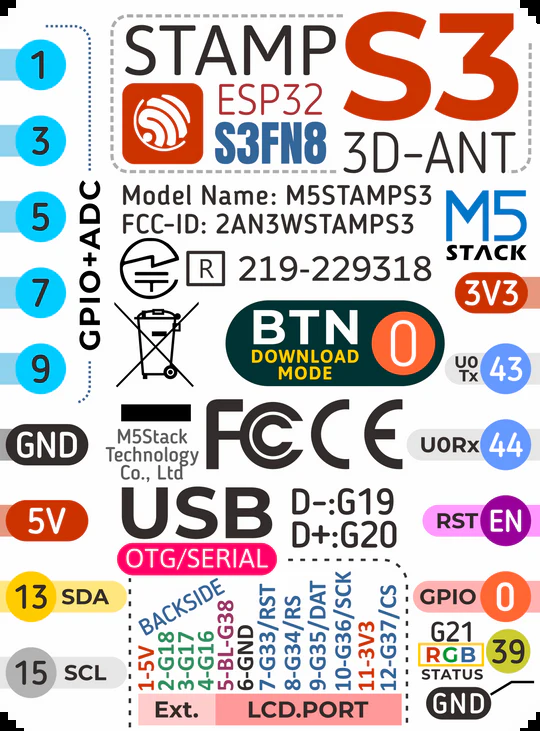 STAMP S3
ESP32
S3FN8
3D-ANT
1
3
5
7
9
GPIO+ADC
Model Name: M5STAMPS3
FCC-ID: 2AN3WSTAMPS3
M5
STACK
R 219-229318
3V3
BTN 0
DOWNLOAD
MODE
U0
Tx 43
GND
M5Stack
Technology
Co., Ltd
FC CE
U0Rx 44
5V
USB
OTG/SERIAL
D-:G19
D+:G20
RST EN
13 SDA
15 SCL
BACKSIDE
1-5V
2-G18
3-G17
4-G16
5-BL-G38
6-GND
7-G33/RST
8-G34/RS
9-G35/DAT
10-G36/SCK
11-3V3
12-G37/CS
Ext. LCD.PORT
GPIO 0
G21
RGB 39
STATUS
GND